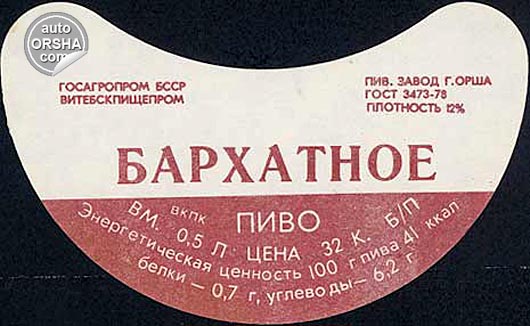 auto
ORSHA
com
ГОСАГРОПРОМ БССР
ВИТЕБСКПИЩЕПРОМ
ПИВ. ЗАВОД Г. ОРША
ГОСТ 3473-78
ПЛОТНОСТЬ 12%
БАРХАТНОЕ
ВКПК
ПИВО
ВМ. 0,5 Л ЦЕНА 32 К. Б/П
Энергетическая ценность 100 г пива 41 ккал
белки — 0,7 г, углеводы — 6,2 г.